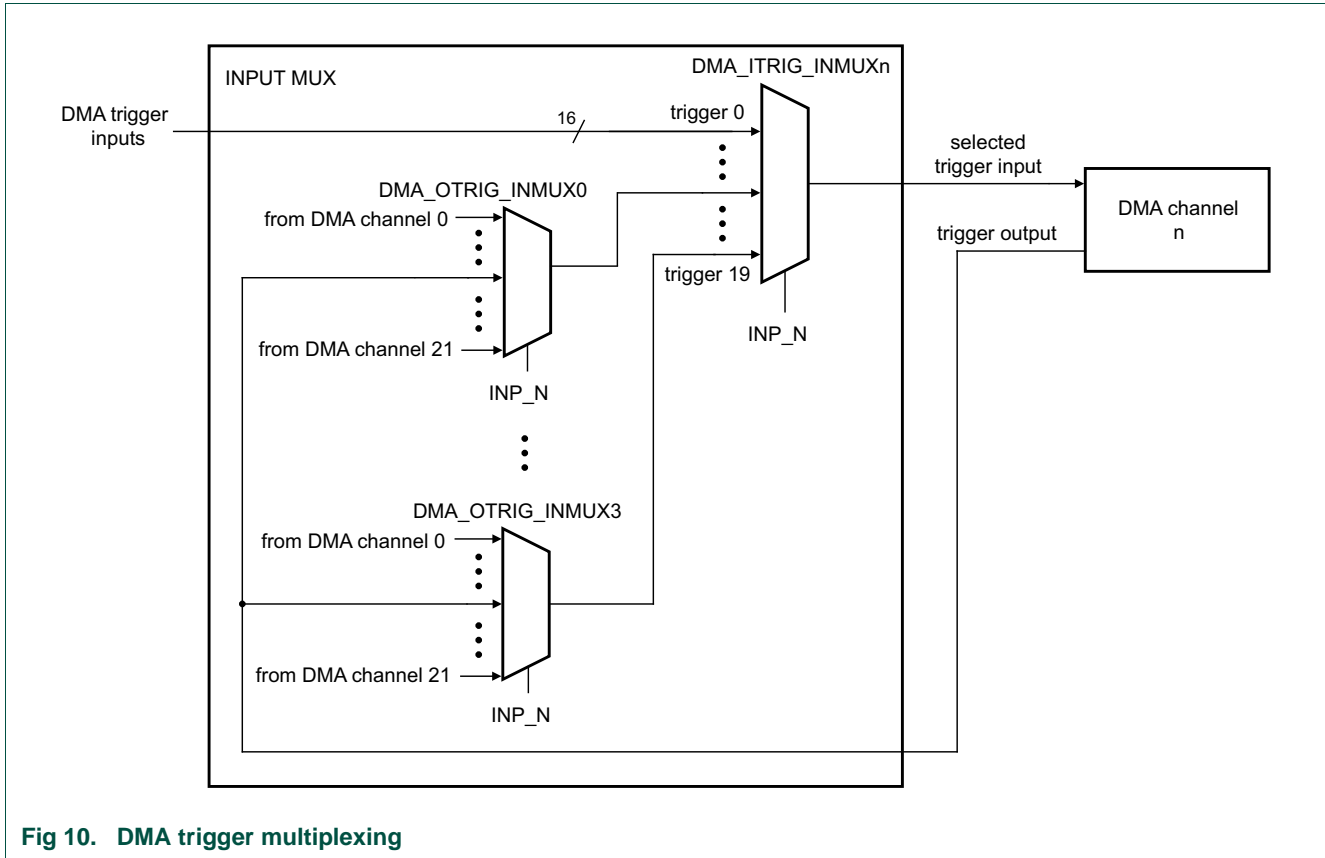 INPUT MUX
DMA_ITRIG_INMUXn
DMA trigger
inputs
16
trigger 0
selected
trigger input
DMA_OTRIG_INMUX0
from DMA channel 0
DMA channel
n
trigger output
trigger 19
INP_N
from DMA channel 21
INP_N
DMA_OTRIG_INMUX3
from DMA channel 0
from DMA channel 21
INP_N
Fig 10. DMA trigger multiplexing